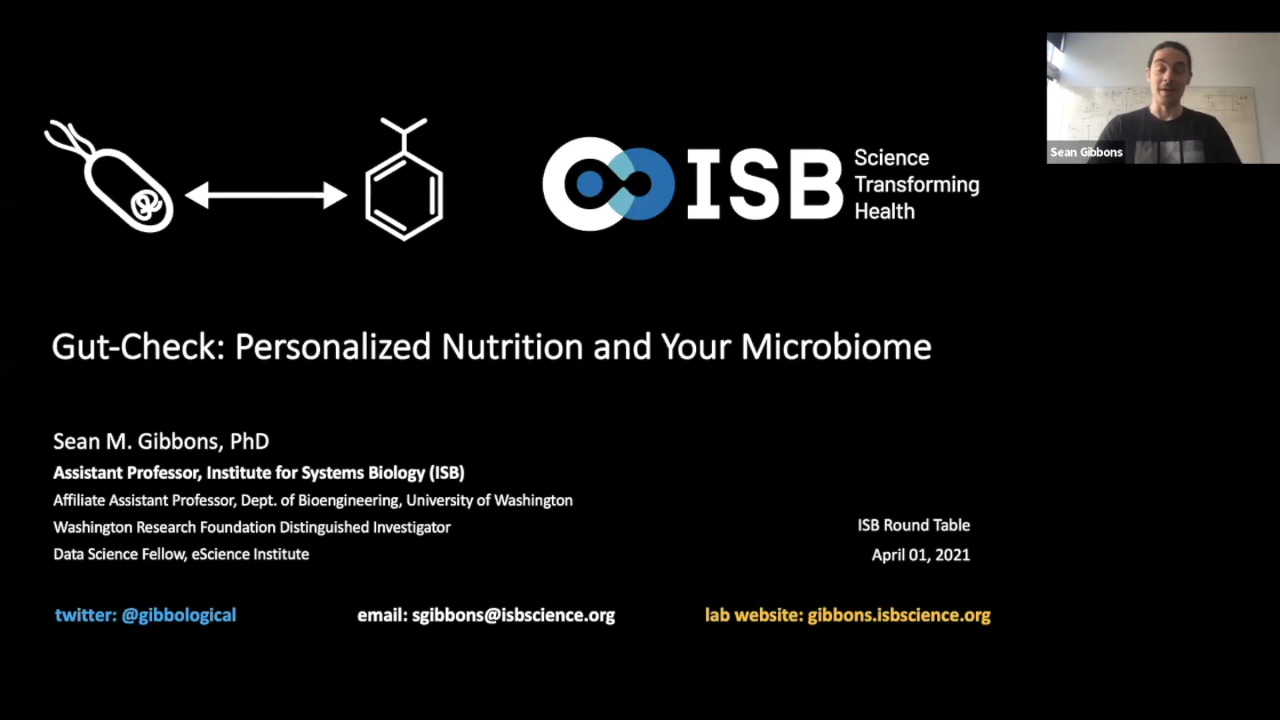 ISB
Science
Transforming
Health
Sean Gibbons
Gut-Check: Personalized Nutrition and Your Microbiome
Sean M. Gibbons, PhD
Assistant Professor, Institute for Systems Biology (ISB)
Affiliate Assistant Professor, Dept. of Bioengineering, University of Washington
Washington Research Foundation Distinguished Investigator
Data Science Fellow, eScience Institute
ISB Round Table
April 01, 2021
twitter: @gibbological
email: sgibbons@isbscience.org
lab website: gibbons.isbscience.org